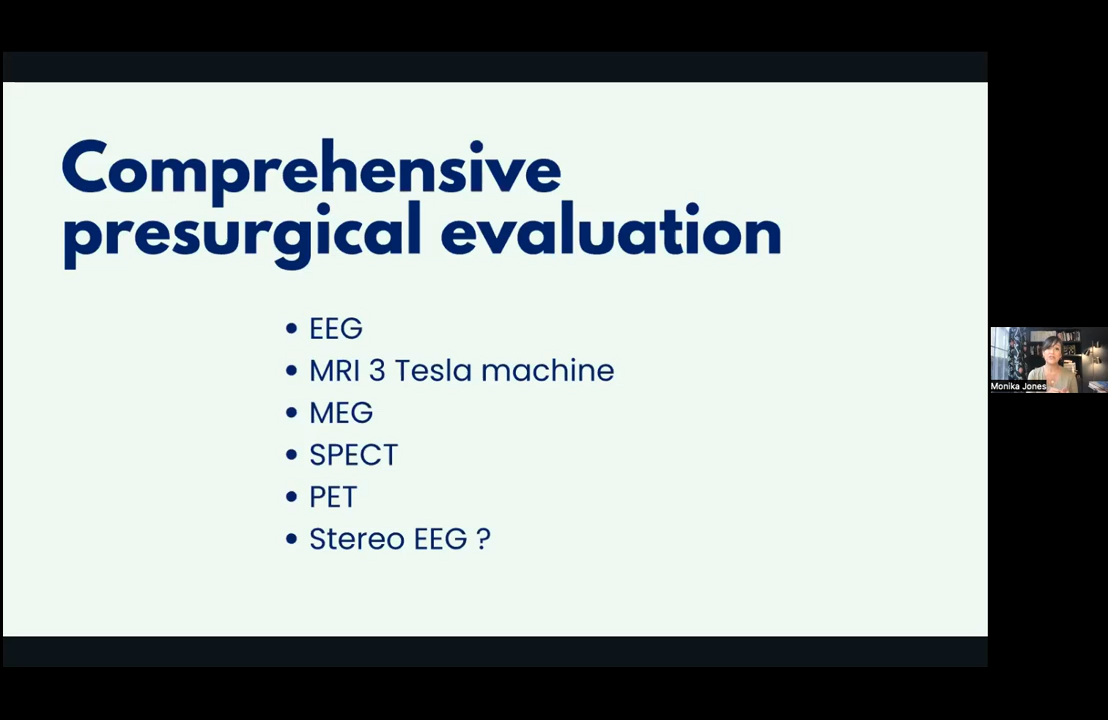 Comprehensive
presurgical evaluation
• EEG
• MRI 3 Tesla machine
• MEG
• SPECT
• PET
• Stereo EEG ?
Monika Jones